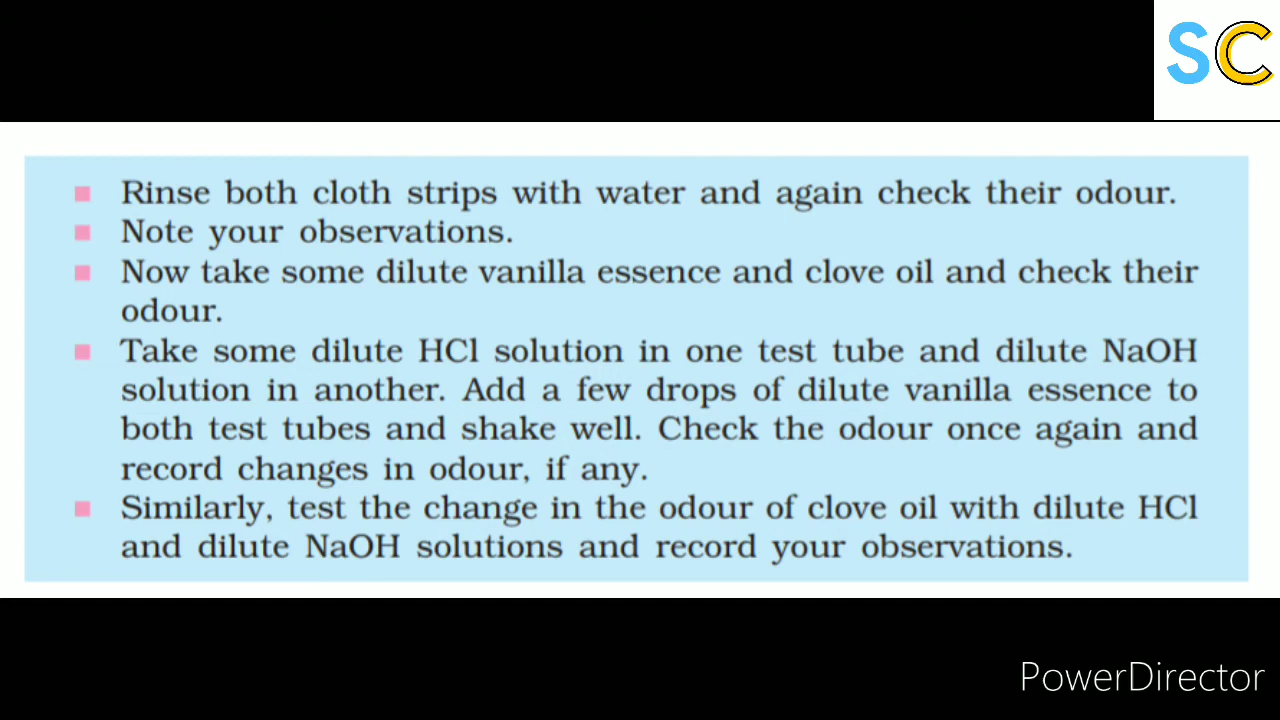 SC
Rinse both cloth strips with water and again check their odour.
Note your observations.
Now take some dilute vanilla essence and clove oil and check their
odour.
Take some dilute HCl solution in one test tube and dilute NaOH
solution in another. Add a few drops of dilute vanilla essence to
both test tubes and shake well. Check the odour once again and
record changes in odour, if any.
Similarly, test the change in the odour of clove oil with dilute HCl
and dilute NaOH solutions and record your observations.
PowerDirector